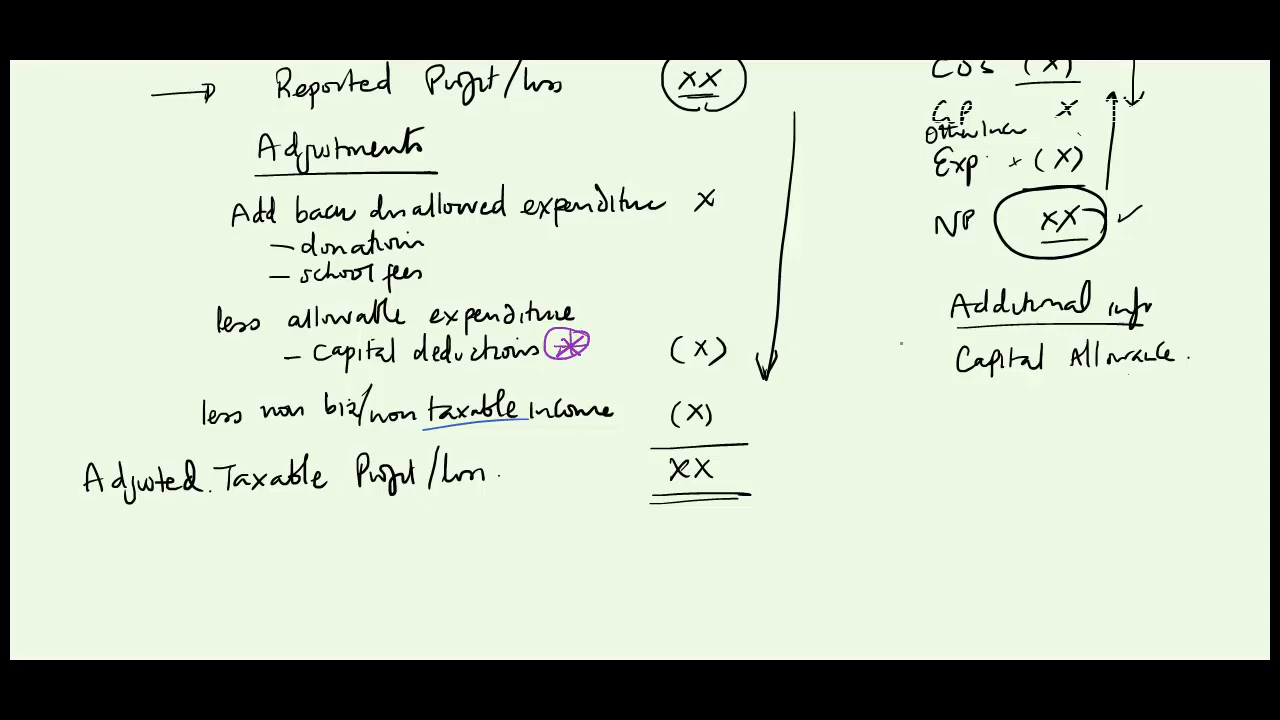 → Reported Profit/loss XX
Adjustments
Add back disallowed expenditure X
- donations
- school fees
less allowable expenditure
- Capital deductions * (X)
less non biz/non taxable income (X)
Adjusted. Taxable Profit/loss. XX
COS (X)
GP X
Other Inc
Exp + (X)
NP XX ✓
Additional info
Capital Allowance.